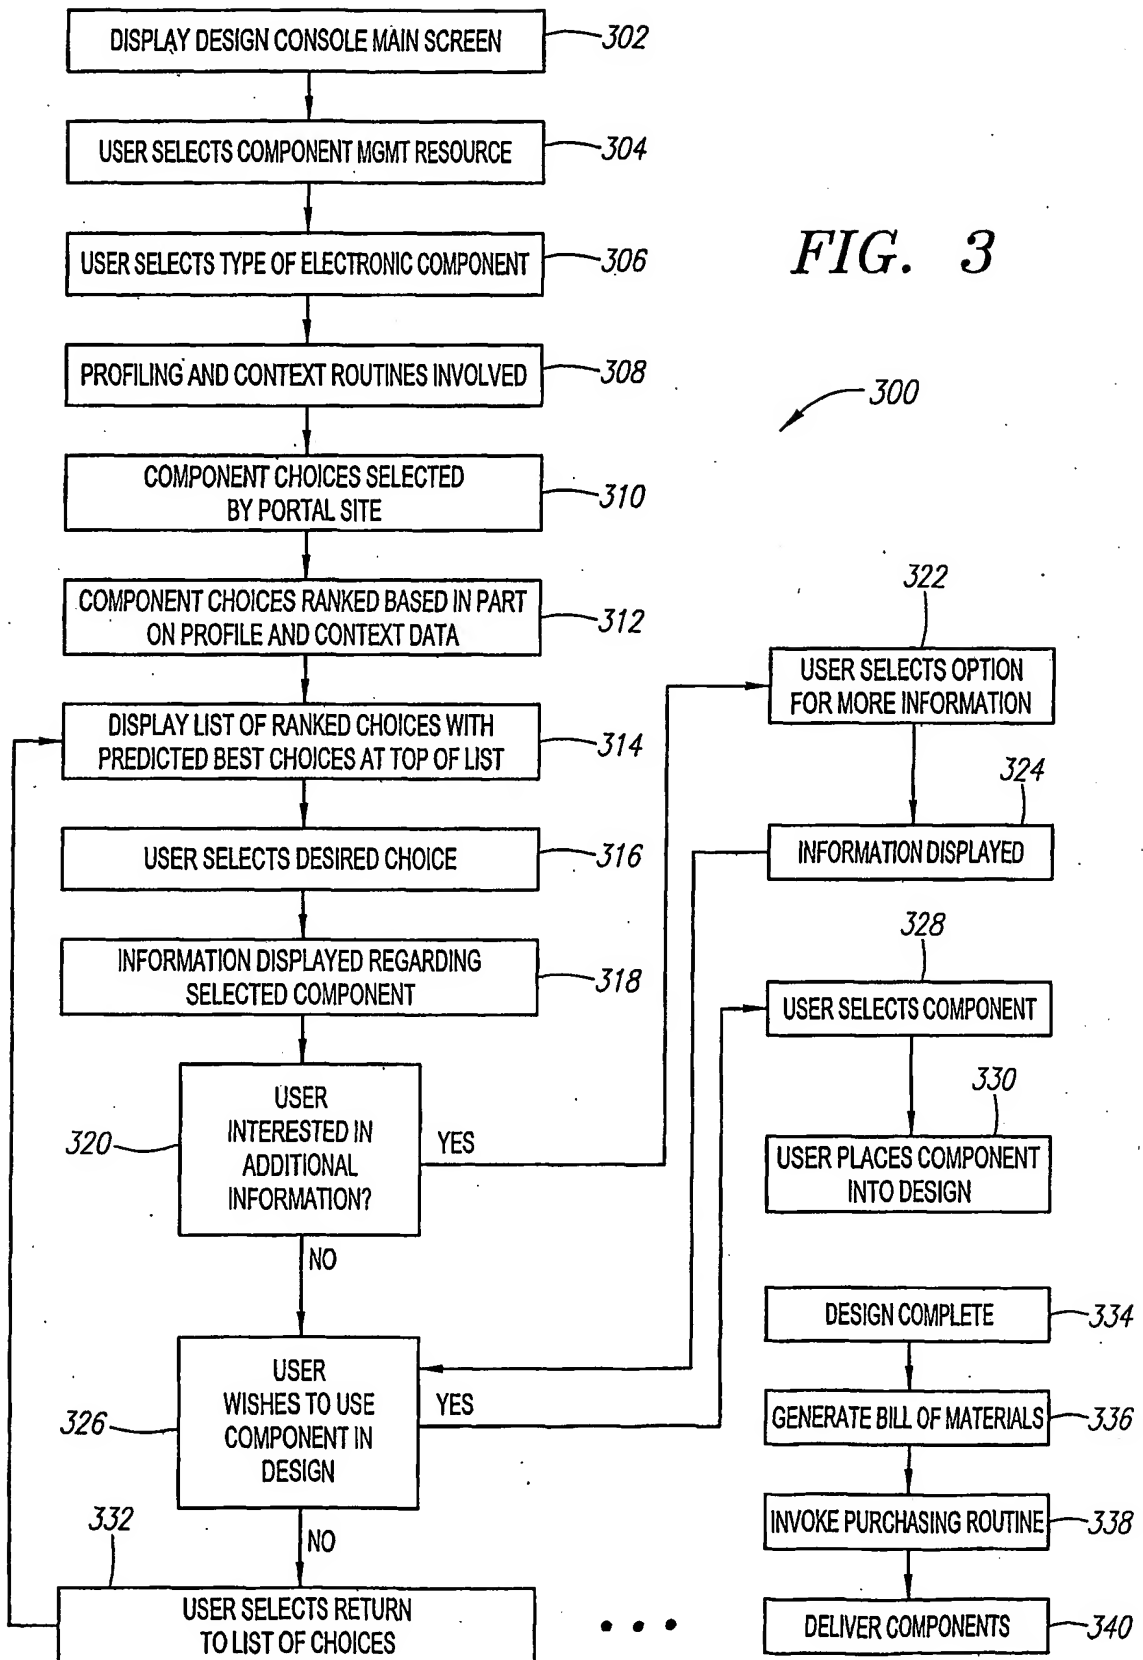 DISPLAY DESIGN CONSOLE MAIN SCREEN
302
USER SELECTS COMPONENT MGMT RESOURCE
304
USER SELECTS TYPE OF ELECTRONIC COMPONENT
306
FIG. 3
PROFILING AND CONTEXT ROUTINES INVOLVED
308
300
COMPONENT CHOICES SELECTED
BY PORTAL SITE
310
COMPONENT CHOICES RANKED BASED IN PART
ON PROFILE AND CONTEXT DATA
312
DISPLAY LIST OF RANKED CHOICES WITH
PREDICTED BEST CHOICES AT TOP OF LIST
314
USER SELECTS DESIRED CHOICE
316
INFORMATION DISPLAYED REGARDING
SELECTED COMPONENT
318
USER
INTERESTED IN
ADDITIONAL
INFORMATION?
320
YES
NO
USER
WISHES TO USE
COMPONENT IN
DESIGN
326
YES
NO
332
USER SELECTS RETURN
TO LIST OF CHOICES
322
USER SELECTS OPTION
FOR MORE INFORMATION
324
INFORMATION DISPLAYED
328
USER SELECTS COMPONENT
330
USER PLACES COMPONENT
INTO DESIGN
DESIGN COMPLETE
334
GENERATE BILL OF MATERIALS
336
INVOKE PURCHASING ROUTINE
338
DELIVER COMPONENTS
340
• • •